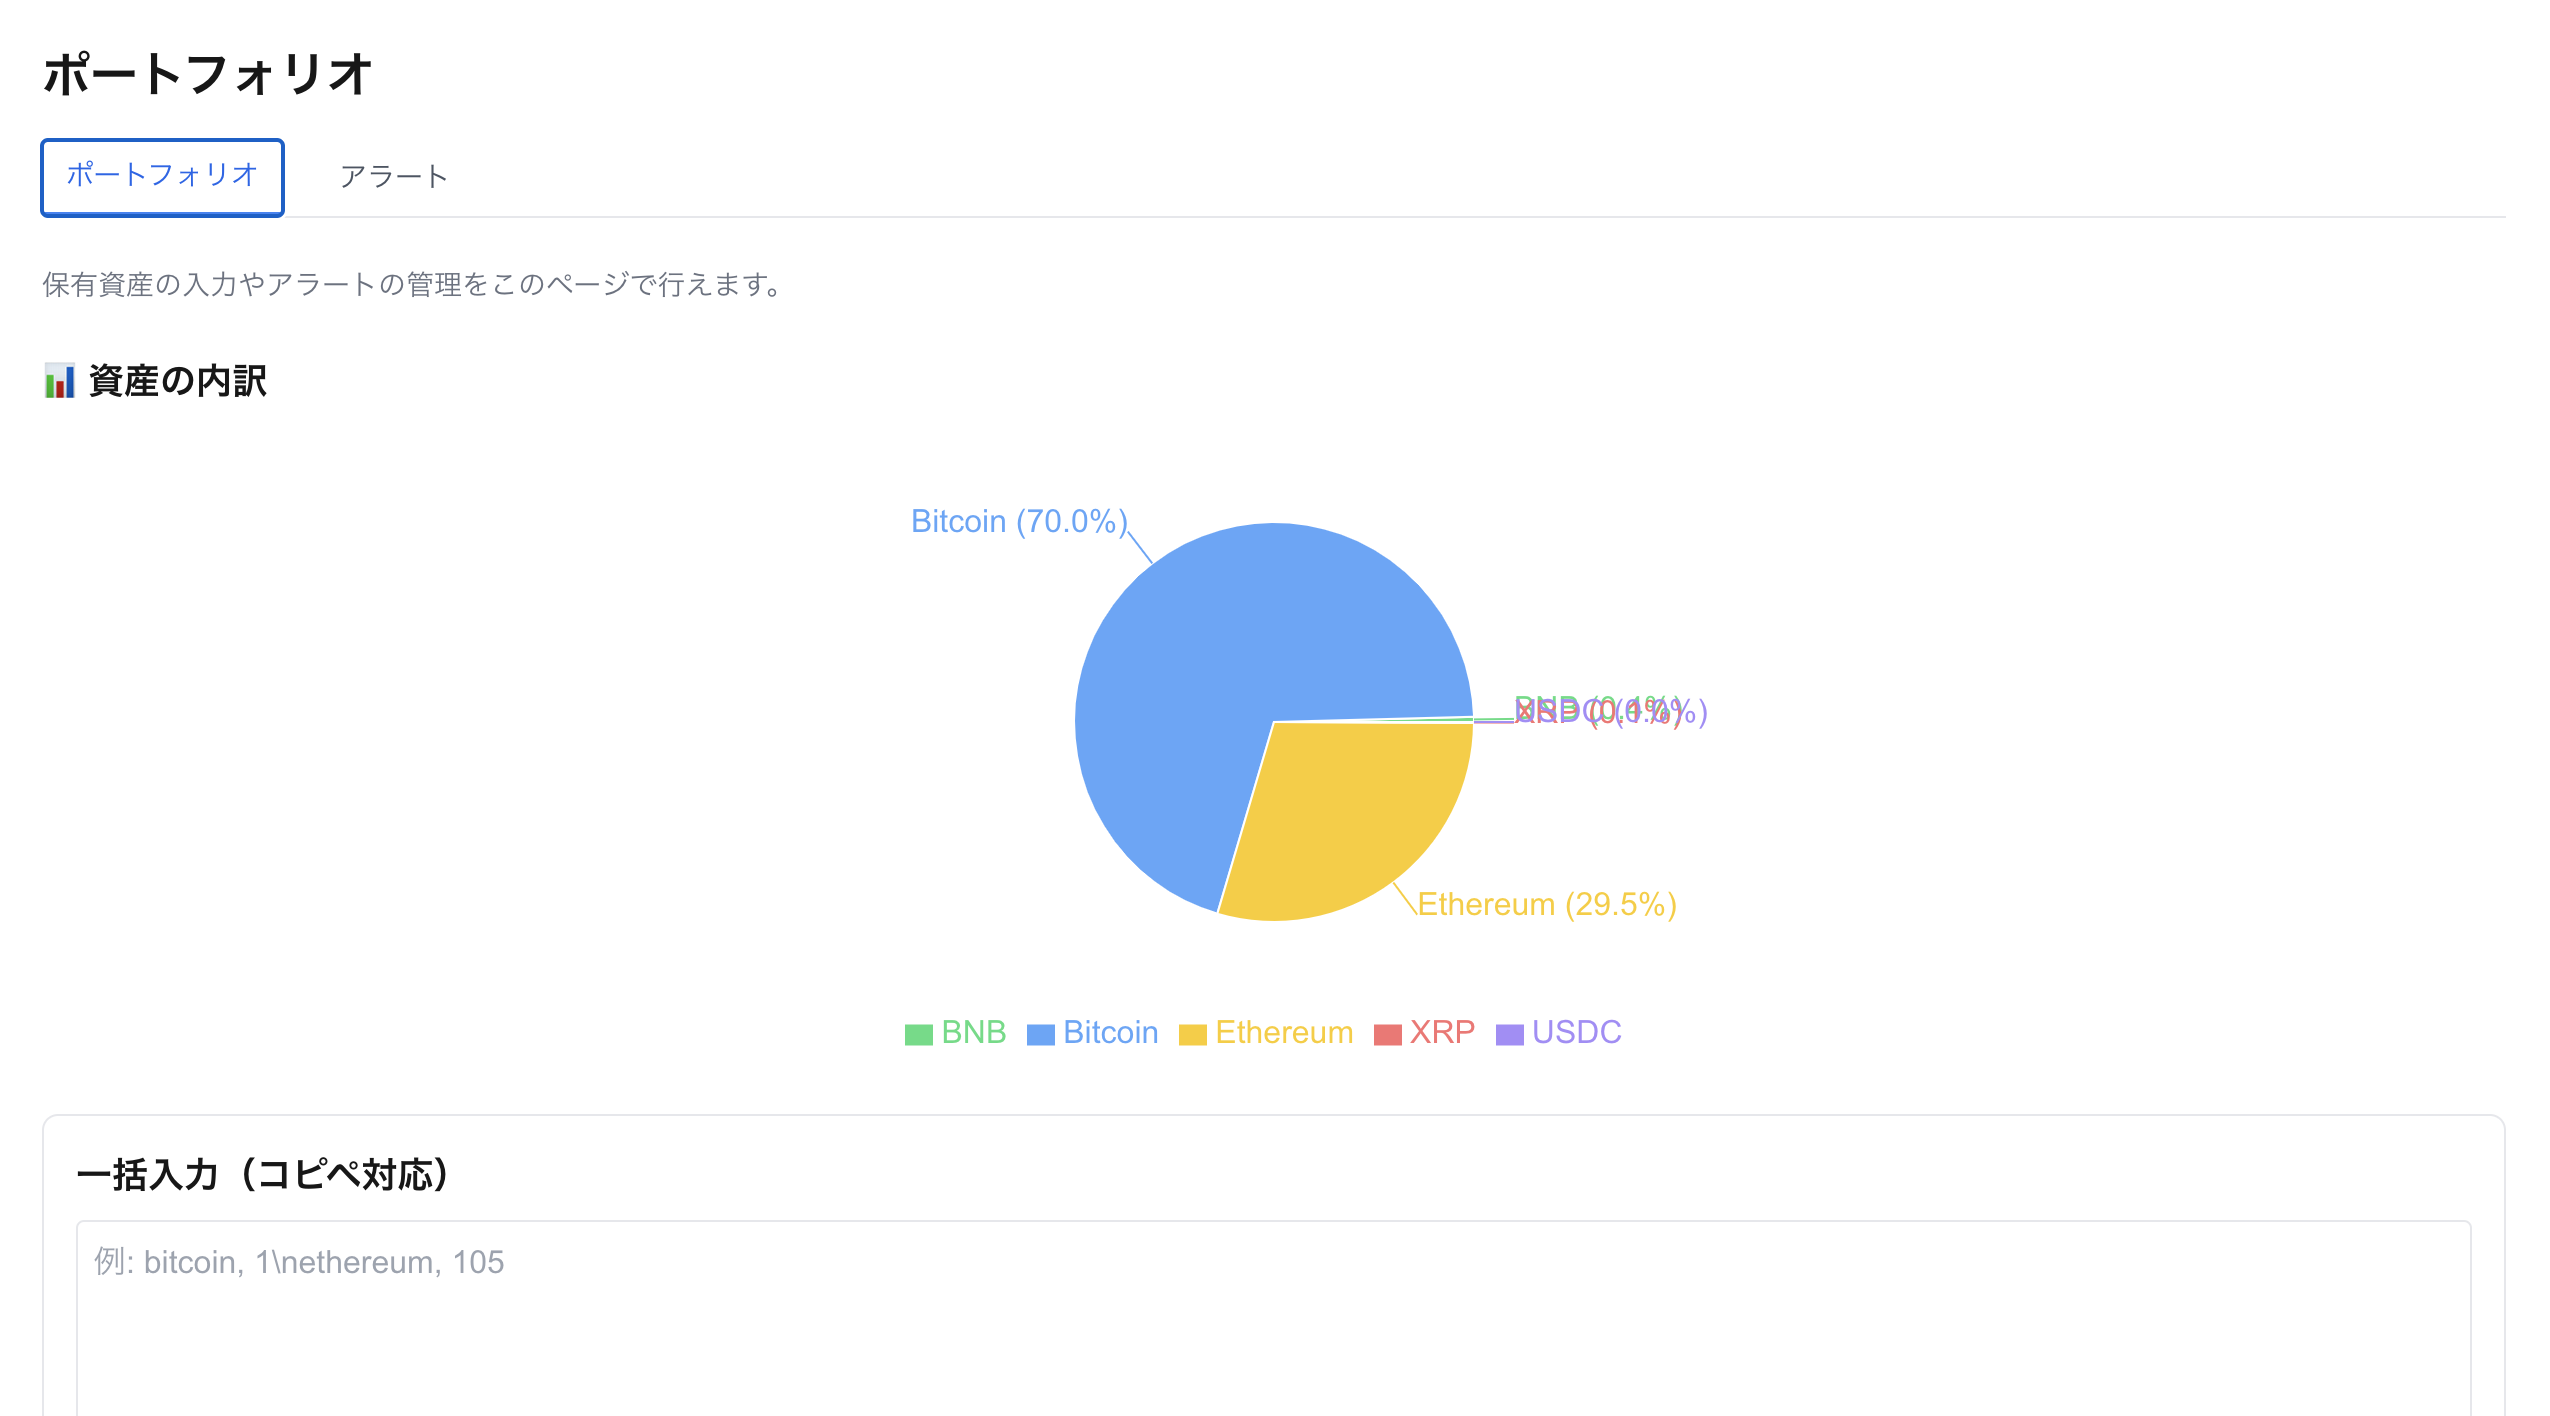 ポートフォリオ
ポートフォリオ
アラート
保有資産の入力やアラートの管理をこのページで行えます。
資産の内訳
Bitcoin (70.0%)
Ethereum (29.5%)
BNB
Bitcoin
Ethereum
XRP
USDC
一括入力（コピペ対応）
例: bitcoin, 1\nethereum, 105